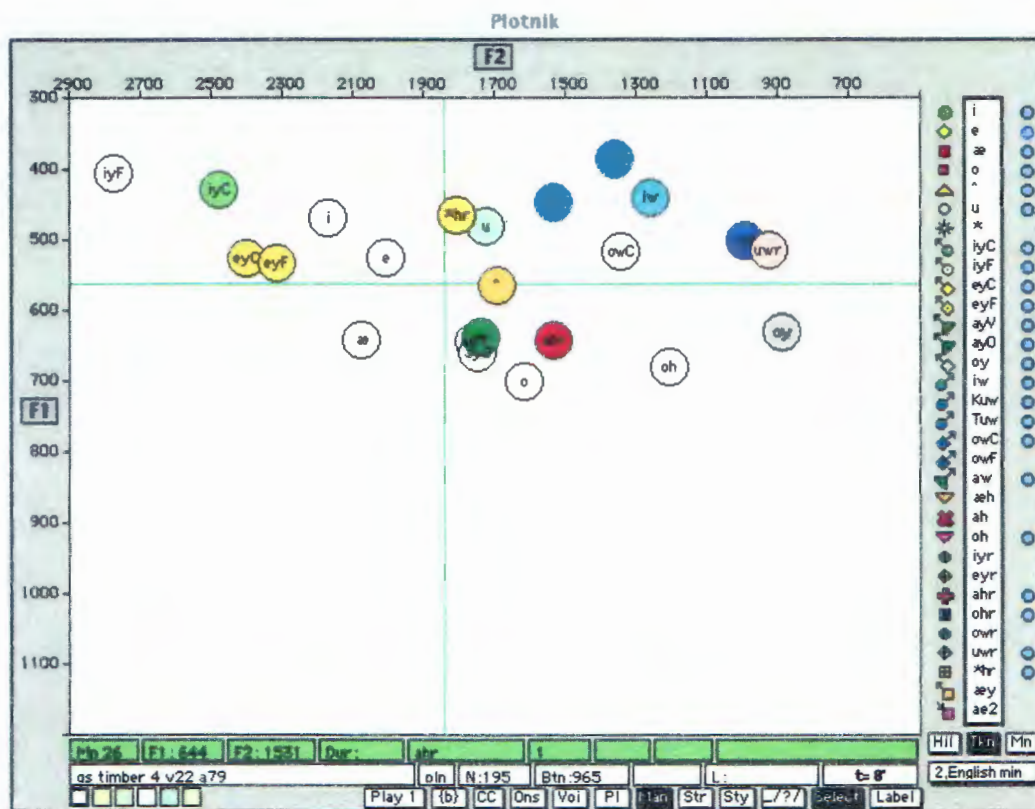 Plotnik
F2
2900 2700 2500 2300 2100 1900 1700 1500 1300 1100 900 700
300
400
500
600
700
800
900
1000
1100
F1
iyF
iyC
i
*hr
u
iw
eyC
eyF
e
owC
uwr
^
æ
o
oh
oy
i
e
æ
o
^
u
*
iyC
iyF
eyC
eyF
ayV
ay0
oy
iw
Kuw
Tuw
owC
owF
aw
æh
ah
oh
iyr
eyr
ahr
ohr
owr
uwr
*hr
æy
ae2
Mn 26 F1:644 F2:1531 Dur: ahr 1
gs timber 4 v22 a79 oln N:195 Btn:965 L: t=8'
Play 1 {b} CC Ons Voi Pl Man Str Sty _/?/) Select Label
Mn
2,English min